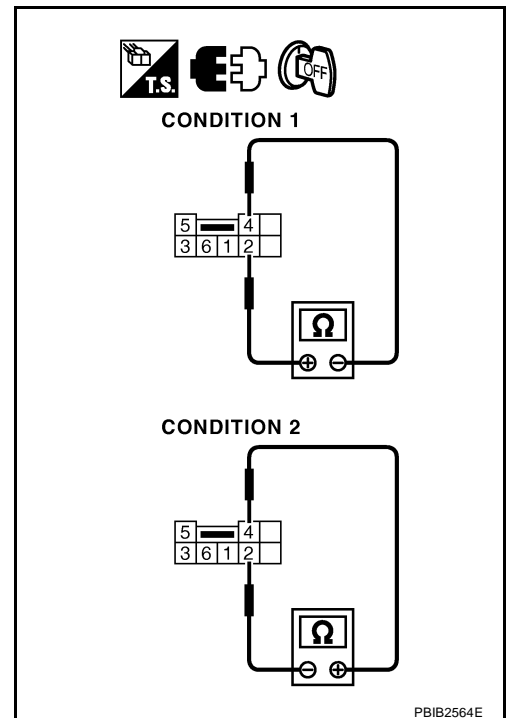 T.S.
OFF
CONDITION 1
5 4
3 6 1 2
Ω
+ −
CONDITION 2
5 4
3 6 1 2
Ω
− +
PBIB2564E